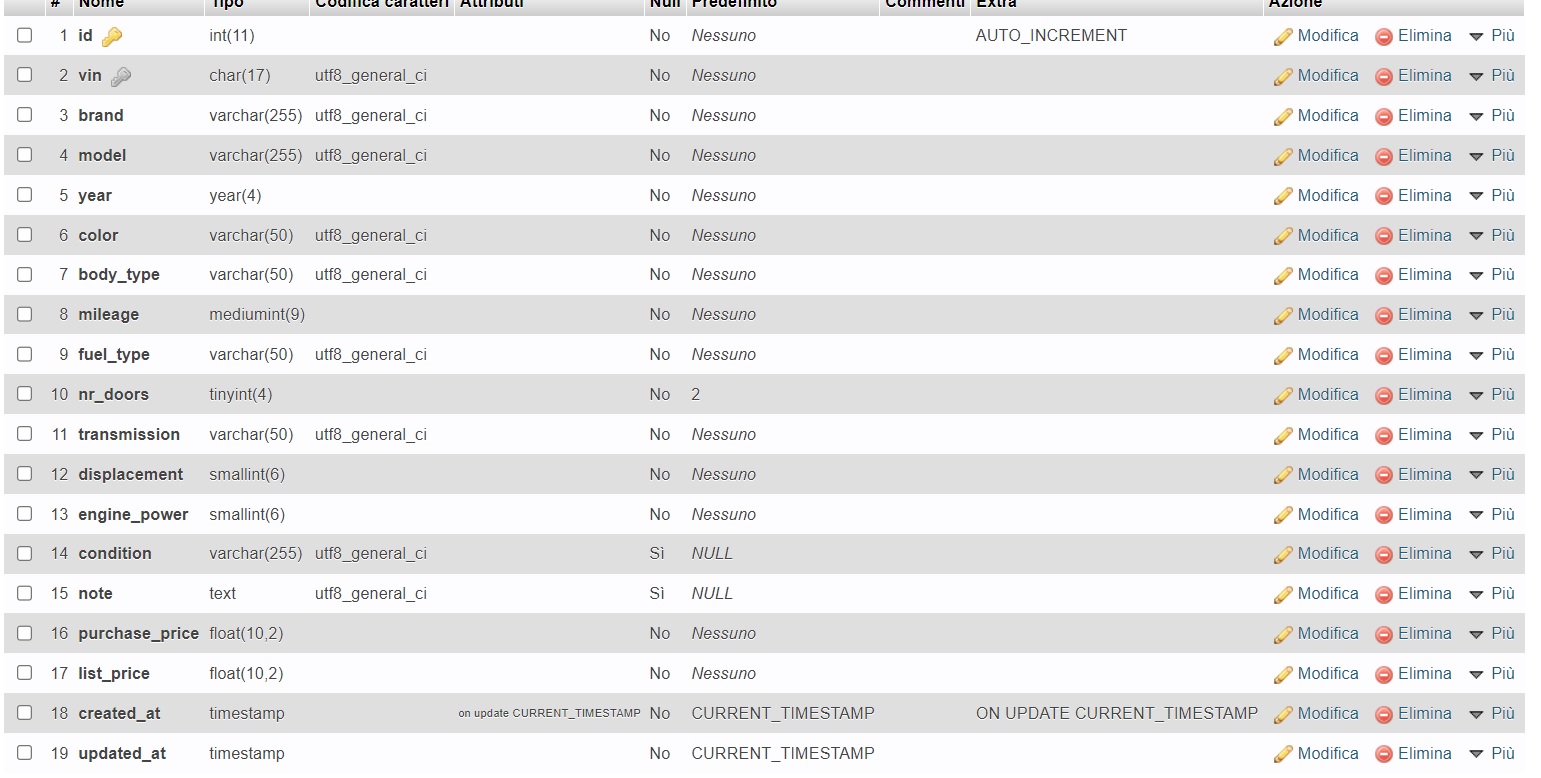 # Nome Tipo Codifica caratteri Attributi Null Predefinito Commenti Extra Azione
1 id int(11) No Nessuno AUTO_INCREMENT Modifica Elimina Più
2 vin char(17) utf8_general_ci No Nessuno Modifica Elimina Più
3 brand varchar(255) utf8_general_ci No Nessuno Modifica Elimina Più
4 model varchar(255) utf8_general_ci No Nessuno Modifica Elimina Più
5 year year(4) No Nessuno Modifica Elimina Più
6 color varchar(50) utf8_general_ci No Nessuno Modifica Elimina Più
7 body_type varchar(50) utf8_general_ci No Nessuno Modifica Elimina Più
8 mileage mediumint(9) No Nessuno Modifica Elimina Più
9 fuel_type varchar(50) utf8_general_ci No Nessuno Modifica Elimina Più
10 nr_doors tinyint(4) No 2 Modifica Elimina Più
11 transmission varchar(50) utf8_general_ci No Nessuno Modifica Elimina Più
12 displacement smallint(6) No Nessuno Modifica Elimina Più
13 engine_power smallint(6) No Nessuno Modifica Elimina Più
14 condition varchar(255) utf8_general_ci Sì NULL Modifica Elimina Più
15 note text utf8_general_ci Sì NULL Modifica Elimina Più
16 purchase_price float(10,2) No Nessuno Modifica Elimina Più
17 list_price float(10,2) No Nessuno Modifica Elimina Più
18 created_at timestamp on update CURRENT_TIMESTAMP No CURRENT_TIMESTAMP ON UPDATE CURRENT_TIMESTAMP Modifica Elimina Più
19 updated_at timestamp No CURRENT_TIMESTAMP Modifica Elimina Più